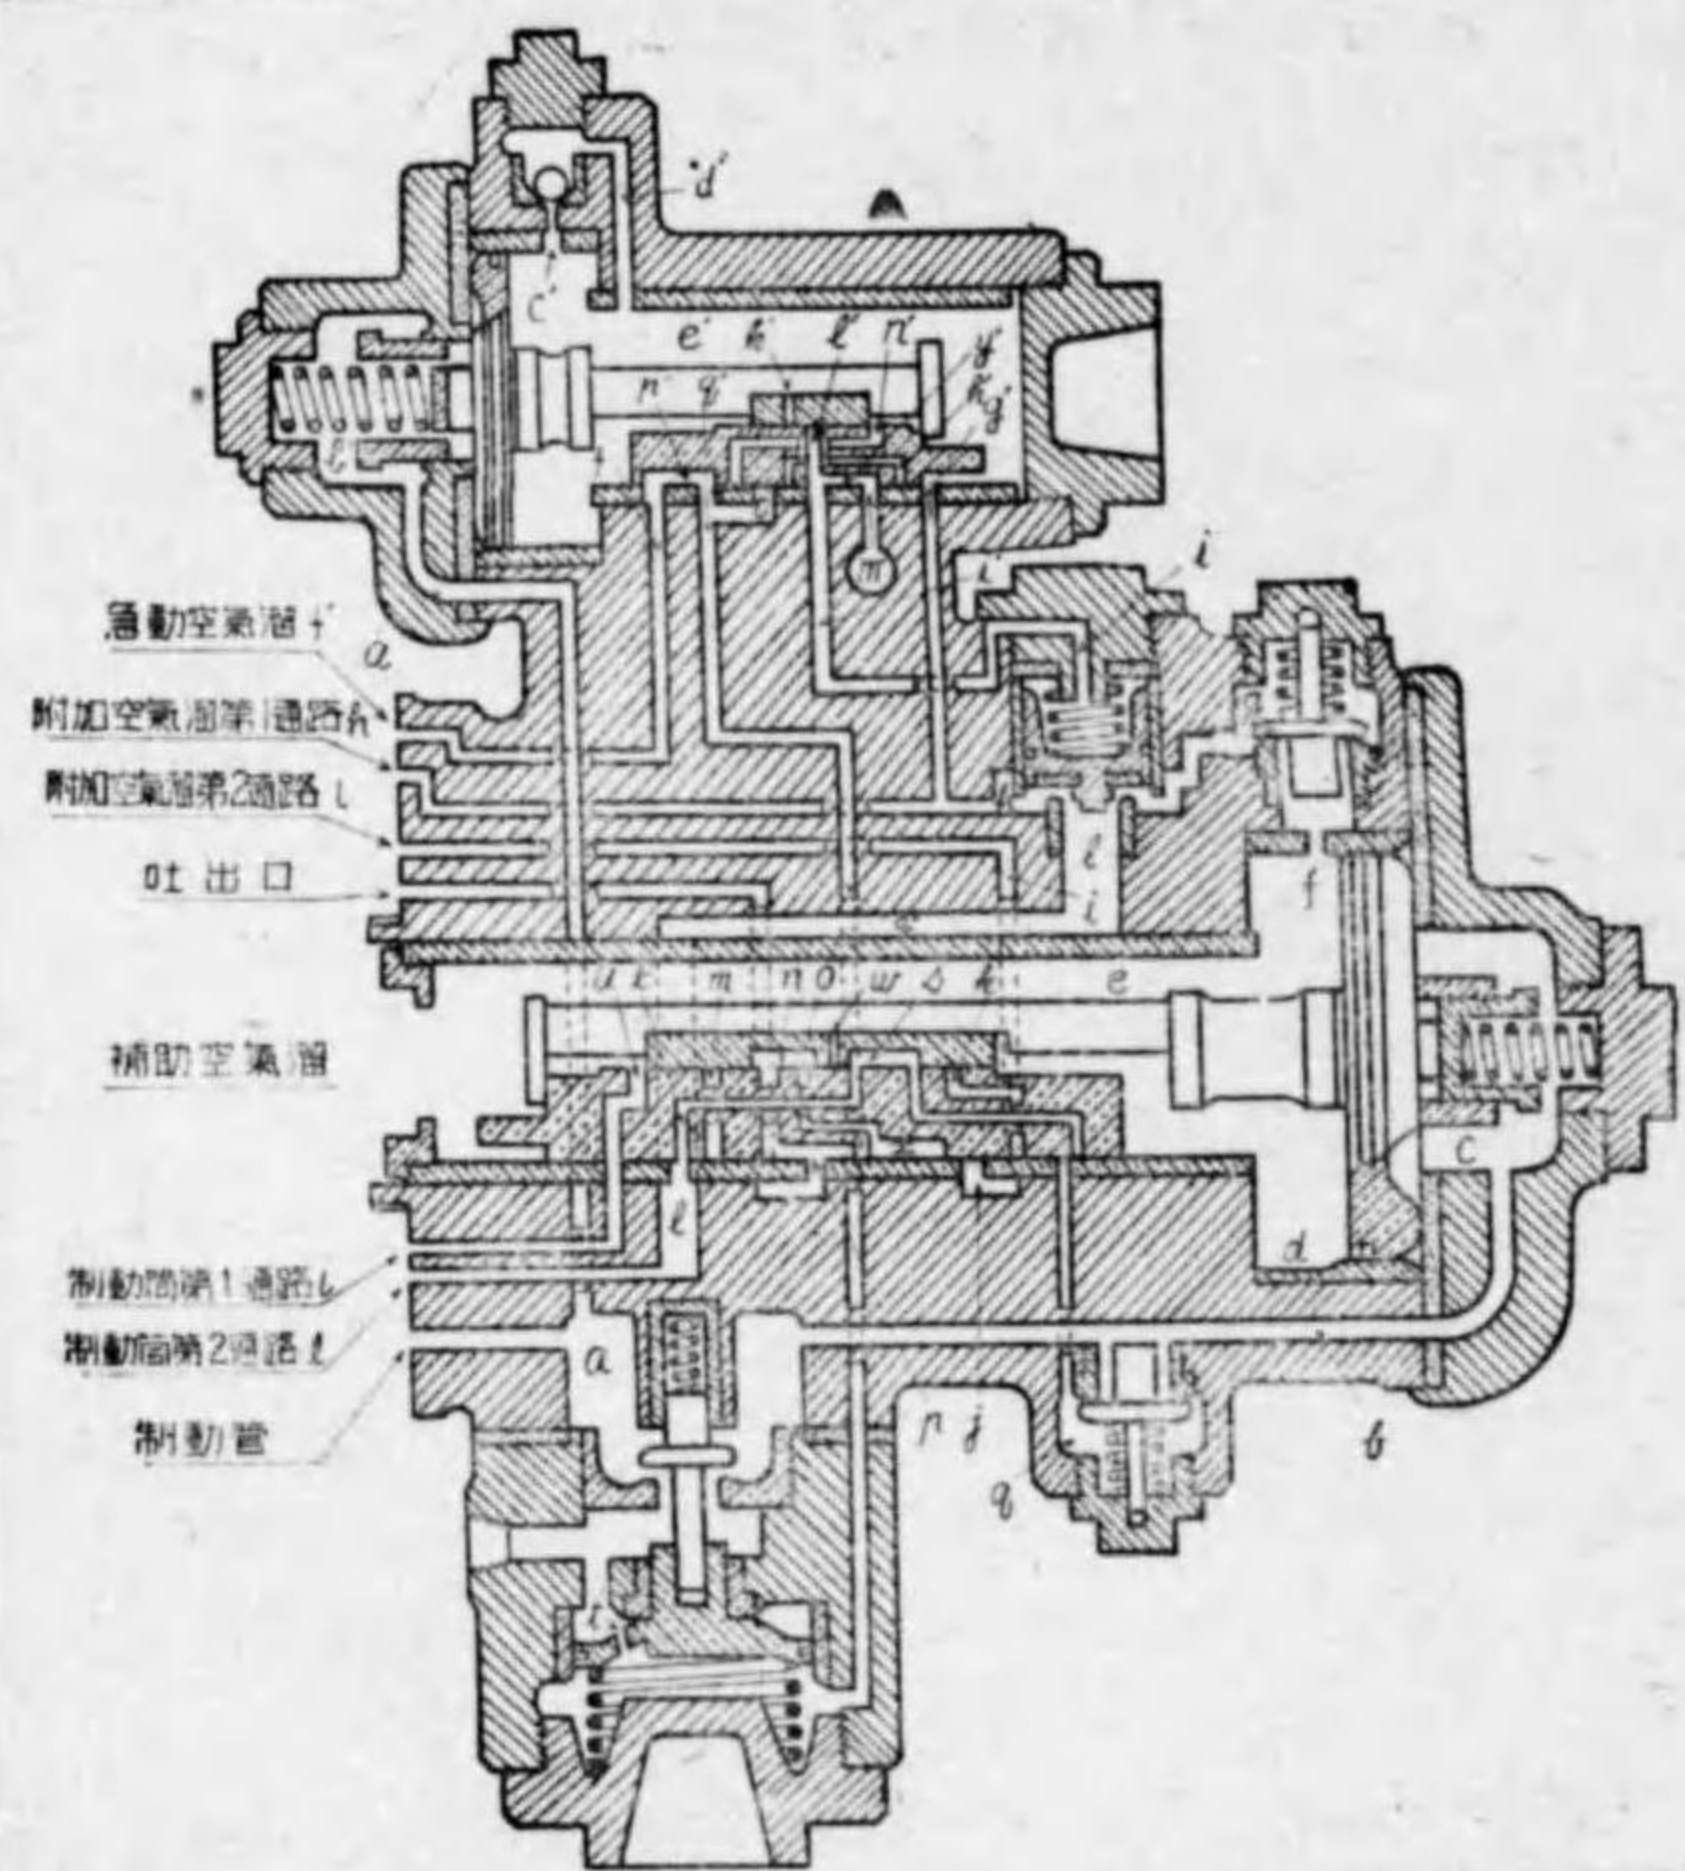 d'
c'
e' h' l' n'
p' q' g'
b'
m'
i' i
急動空氣溜 f'
a
附加空氣溜第1通路 h
附加空氣溜第2通路 i
吐出口
l
f
i
c
u t m n o w s k e
補助空氣溜
c
l
d
制動筒第1通路 l
制動筒第2通路 l
a
制動管
p j
b
q